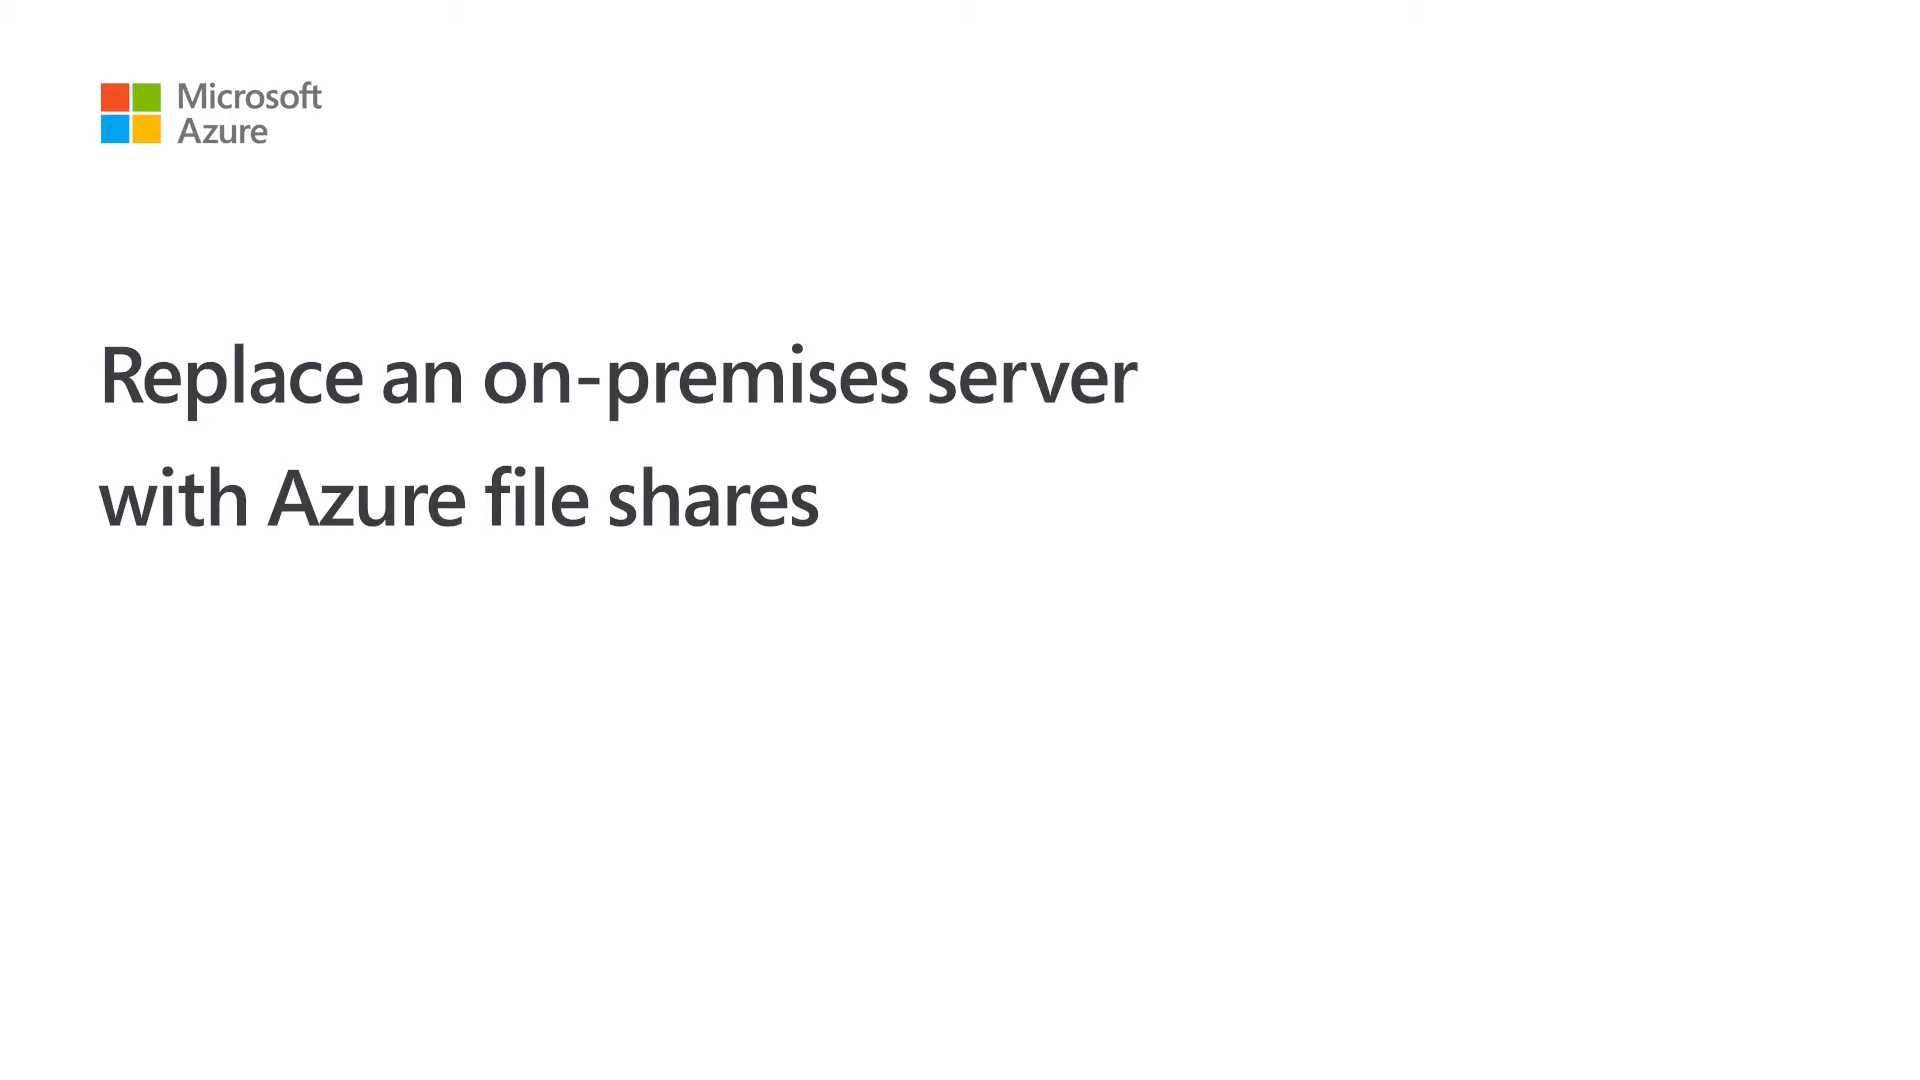 Microsoft
Azure
Replace an on-premises server
with Azure file shares